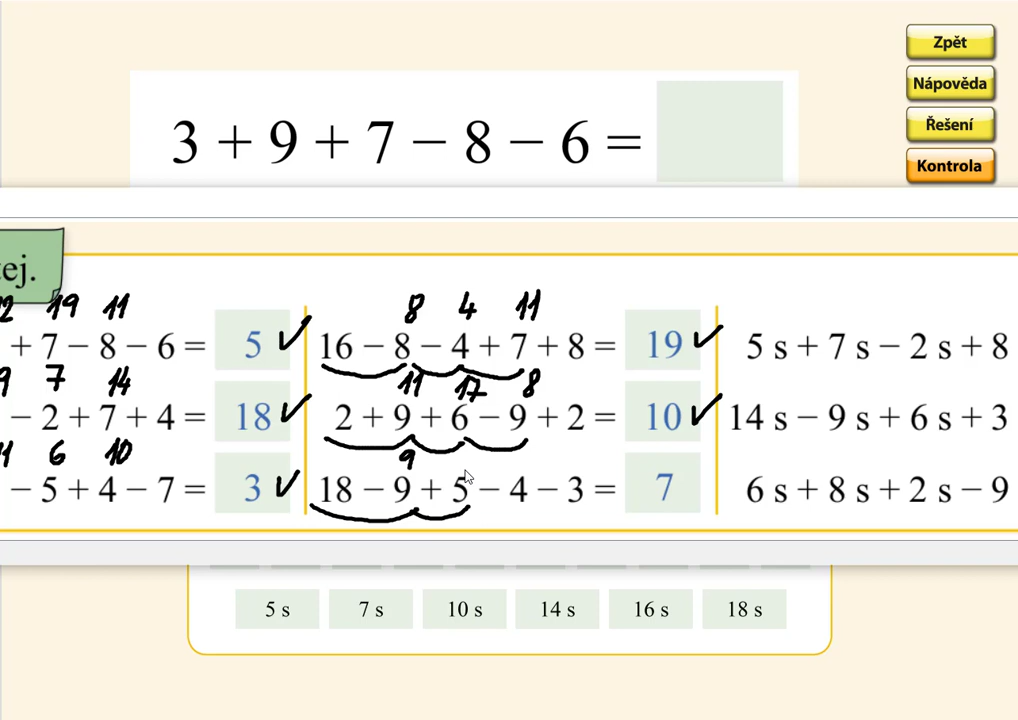 Zpět
Nápověda
Řešení
Kontrola
3 + 9 + 7 − 8 − 6 =
tej.
2 19 11
+ 7 − 8 − 6 = 5 ✓
8 4 11
16 − 8 − 4 + 7 + 8 = 19 ✓
5 s + 7 s − 2 s + 8
9 7 14
− 2 + 7 + 4 = 18 ✓
11 17 8
2 + 9 + 6 − 9 + 2 = 10 ✓
14 s − 9 s + 6 s + 3
6 10
− 5 + 4 − 7 = 3 ✓
9
18 − 9 + 5 − 4 − 3 = 7
6 s + 8 s + 2 s − 9
5 s 7 s 10 s 14 s 16 s 18 s